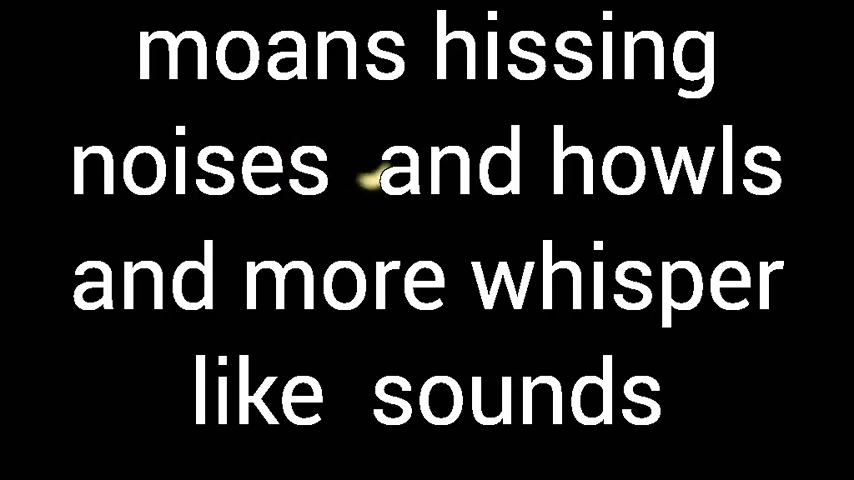 moans hissing
noises  and howls
and more whisper
like  sounds